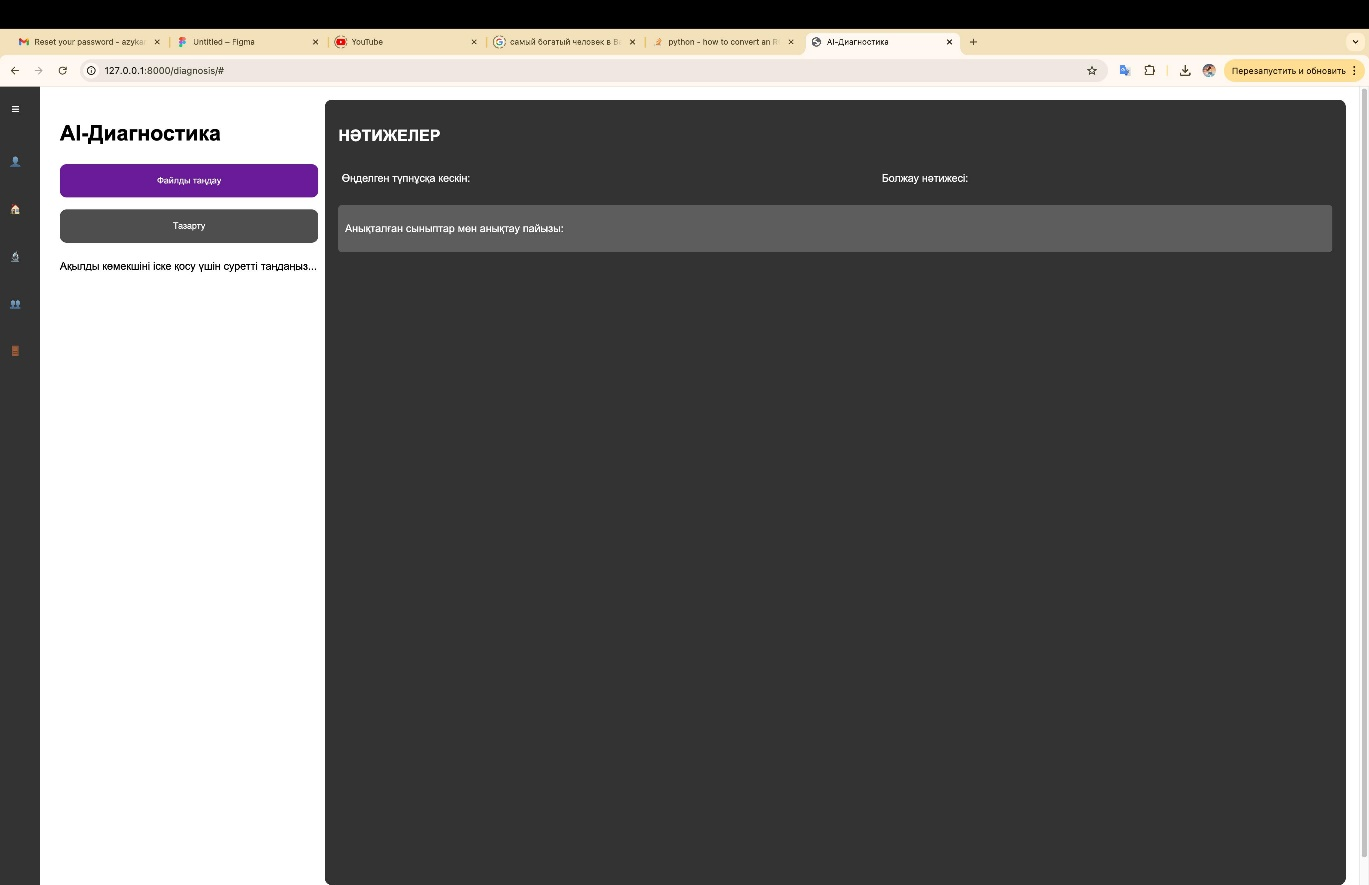 Reset your password - azykar
Untitled – Figma
YouTube
самый богатый человек в Ве
python - how to convert an R
AI-Диагностика
127.0.0.1:8000/diagnosis/#
Перезапустить и обновить
AI-Диагностика
Файлды таңдау
Тазарту
Ақылды көмекшіні іске қосу үшін суретті таңдаңыз...
НӘТИЖЕЛЕР
Өңделген түпнұсқа кескін:
Болжау нәтижесі:
Анықталған сыныптар мен анықтау пайызы: